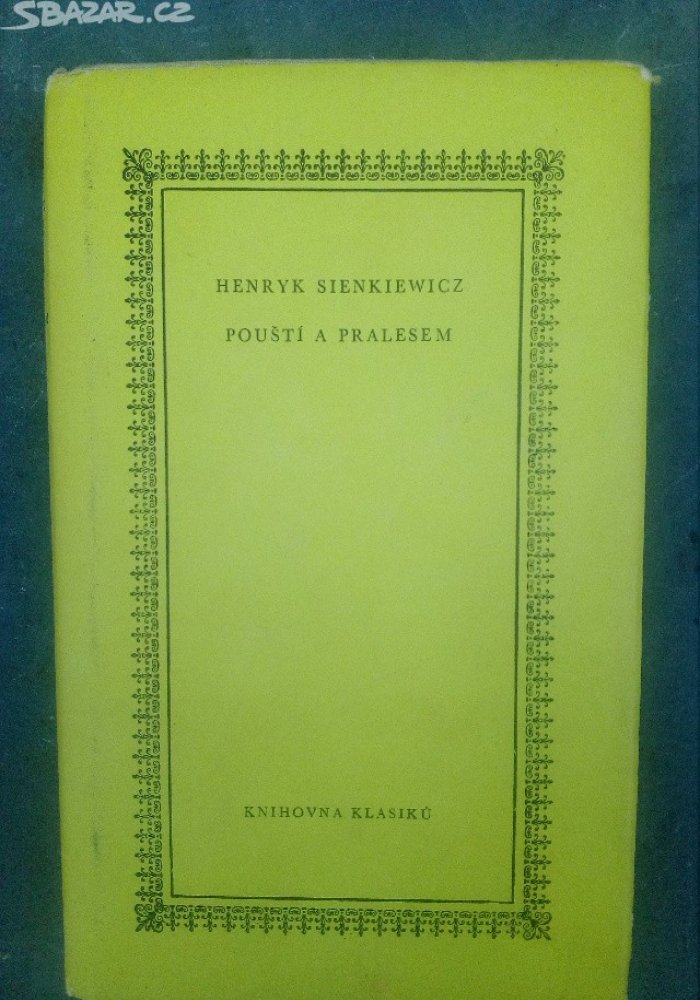 SBAZAR.CZ
HENRYK SIENKIEWICZ
POUŠTÍ A PRALESEM
KNIHOVNA KLASIKŮ